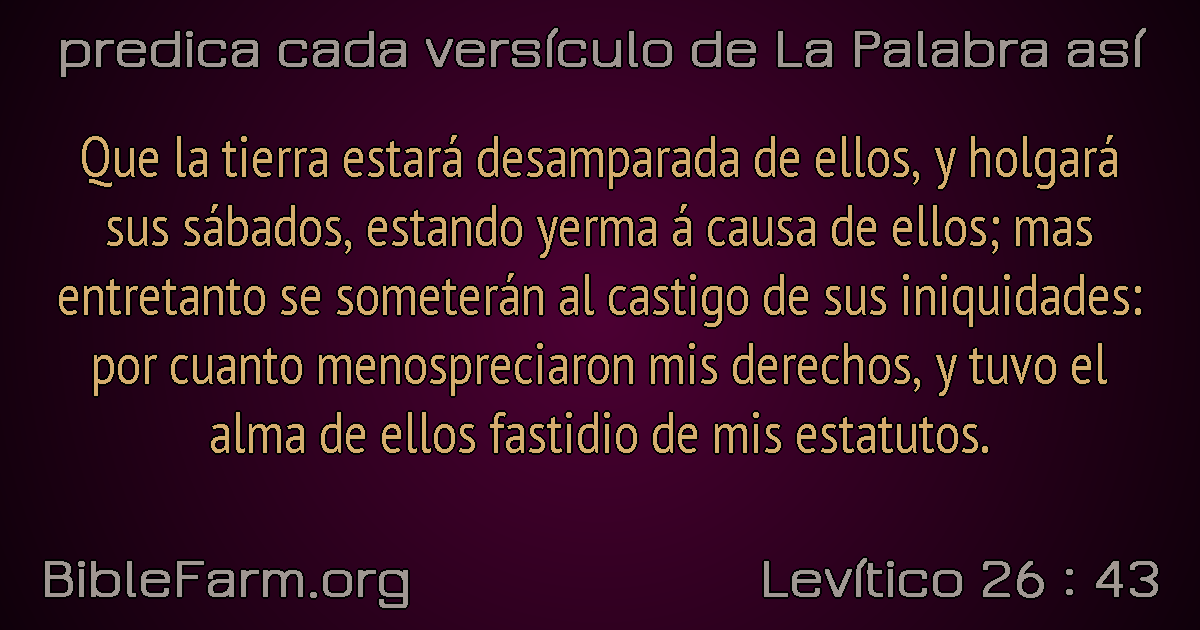 predica cada versículo de La Palabra así
Que la tierra estará desamparada de ellos, y holgará
sus sábados, estando yerma á causa de ellos; mas
entretanto se someterán al castigo de sus iniquidades:
por cuanto menospreciaron mis derechos, y tuvo el
alma de ellos fastidio de mis estatutos.
BibleFarm.org
Levítico 26 : 43